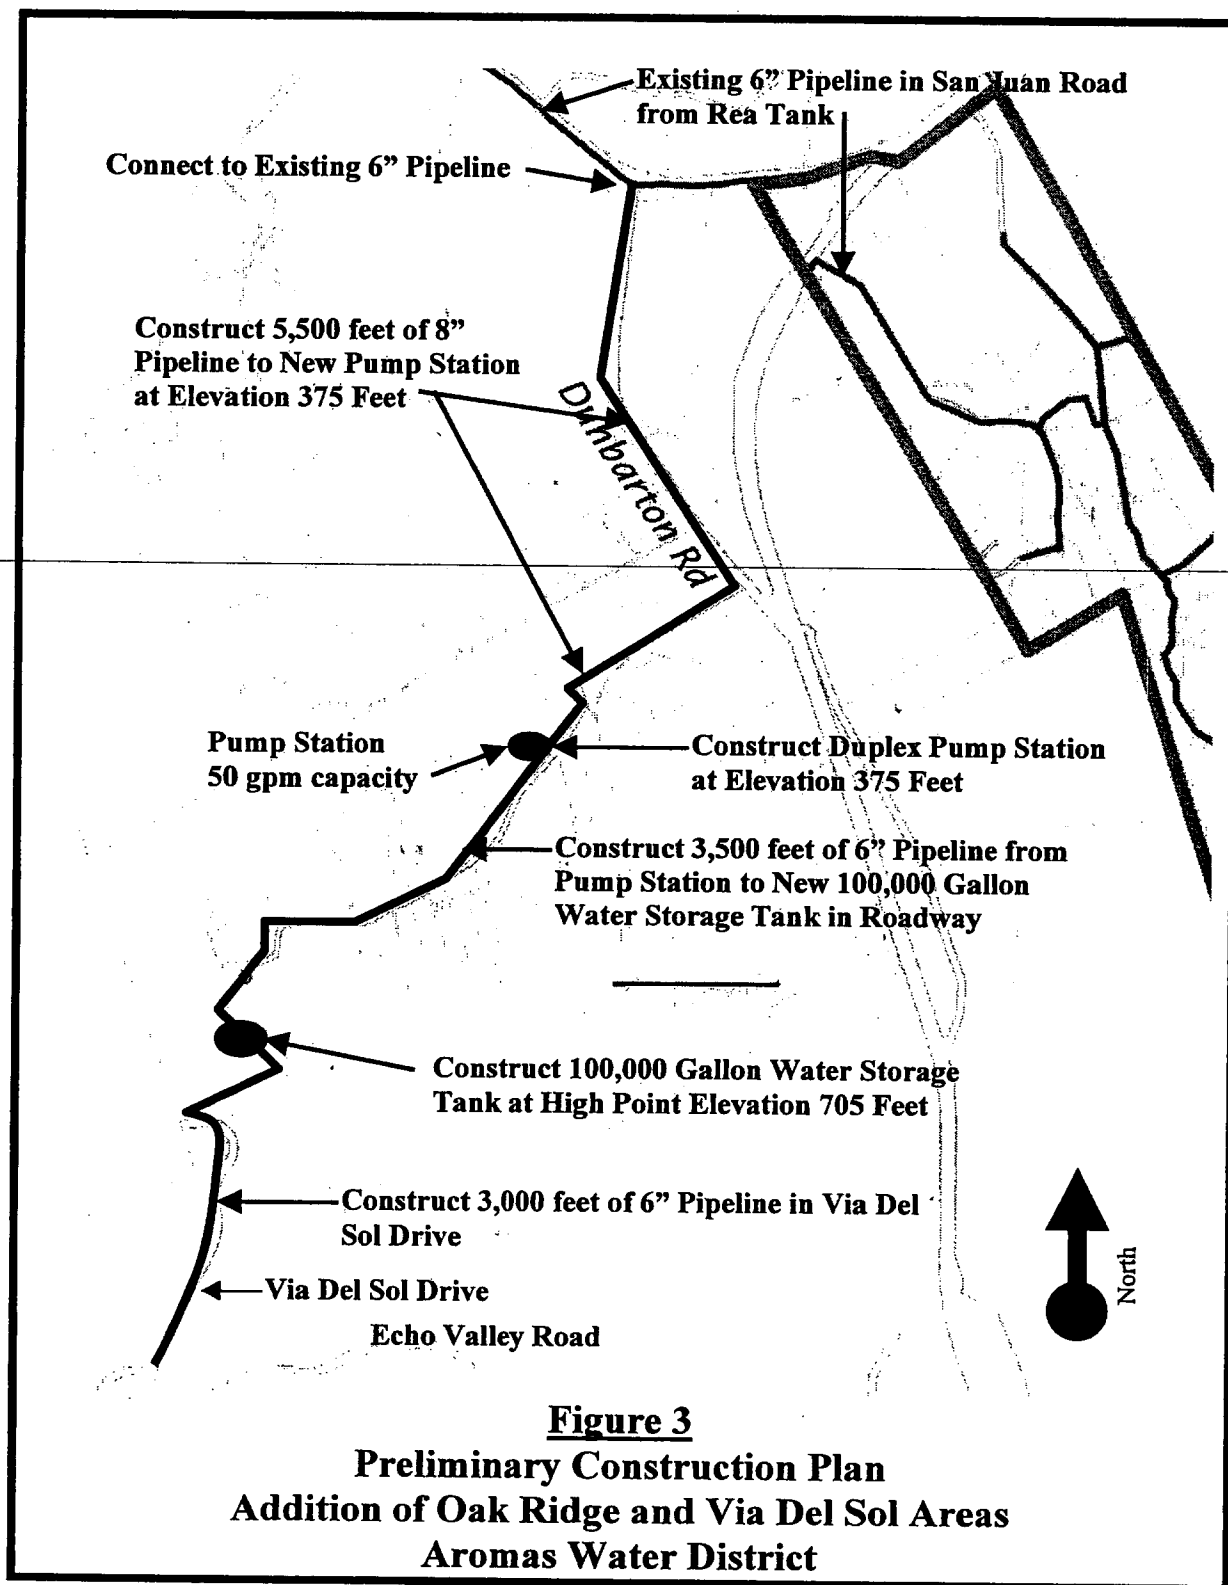 Existing 6” Pipeline in San Juan Road
from Rea Tank
Connect to Existing 6” Pipeline
Construct 5,500 feet of 8”
Pipeline to New Pump Station
at Elevation 375 Feet
Dunbarton Rd
Pump Station
50 gpm capacity
Construct Duplex Pump Station
at Elevation 375 Feet
Construct 3,500 feet of 6” Pipeline from
Pump Station to New 100,000 Gallon
Water Storage Tank in Roadway
Construct 100,000 Gallon Water Storage
Tank at High Point Elevation 705 Feet
Construct 3,000 feet of 6” Pipeline in Via Del
Sol Drive
Via Del Sol Drive
Echo Valley Road
North
Figure 3
Preliminary Construction Plan
Addition of Oak Ridge and Via Del Sol Areas
Aromas Water District